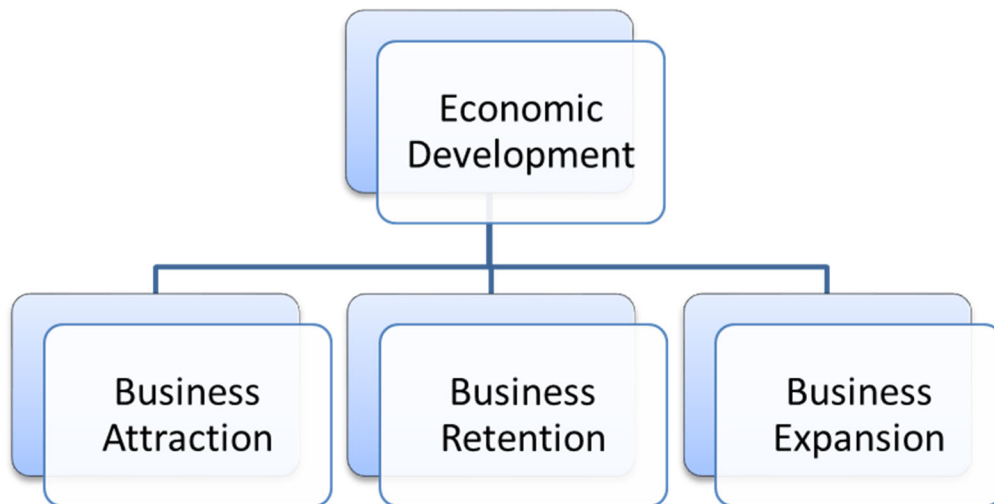 Economic
Development
Business
Attraction
Business
Retention
Business
Expansion